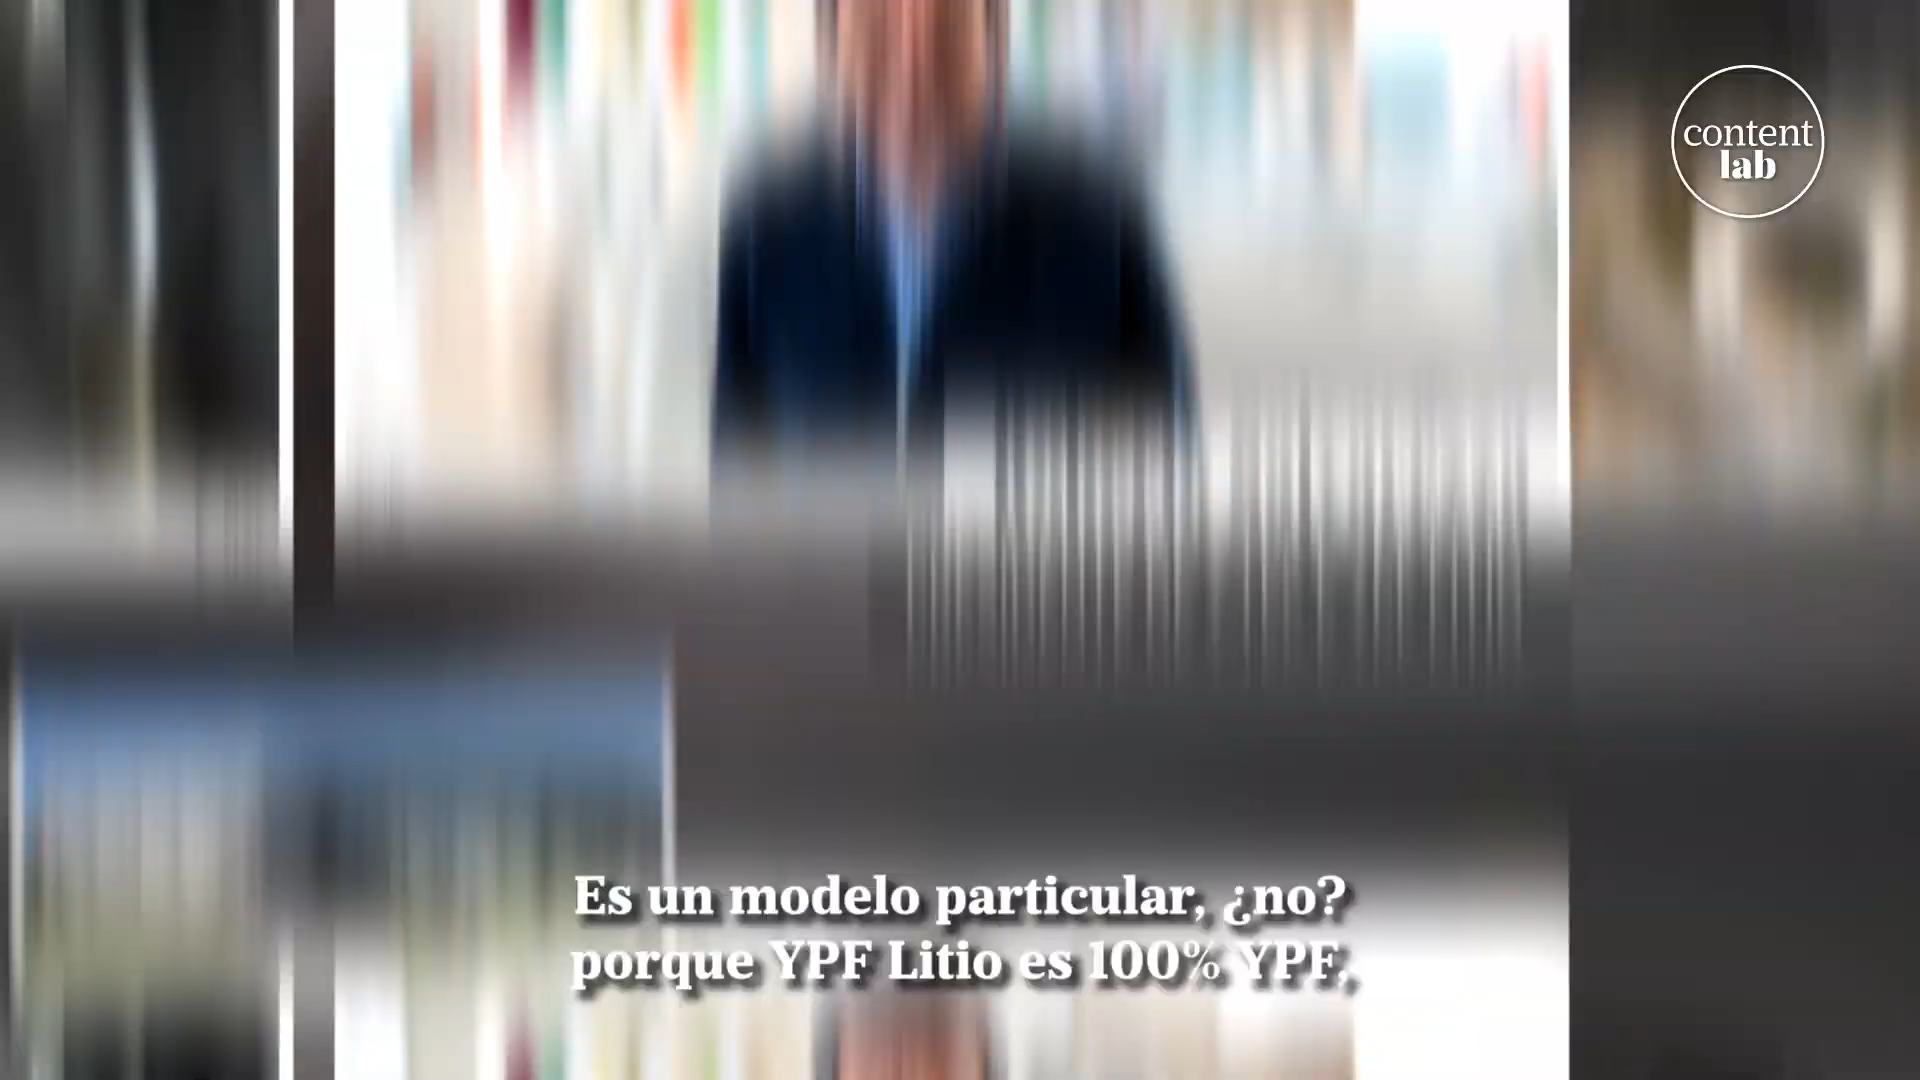 content
lab
Es un modelo particular, ¿no?
porque YPF Litio es 100% YPF,